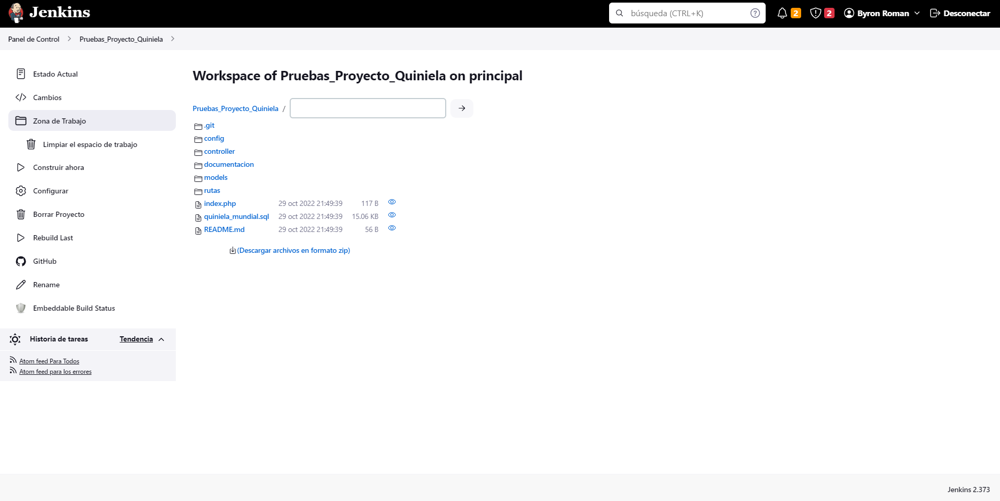 Jenkins
búsqueda (CTRL+K)
2
2
Byron Roman
Desconectar
Panel de Control
Pruebas_Proyecto_Quiniela
Estado Actual
Cambios
Zona de Trabajo
Limpiar el espacio de trabajo
Construir ahora
Configurar
Borrar Proyecto
Rebuild Last
GitHub
Rename
Embeddable Build Status
Historia de tareas Tendencia
Atom feed Para Todos
Atom feed para los errores
Workspace of Pruebas_Proyecto_Quiniela on principal
Pruebas_Proyecto_Quiniela /
.git
config
controller
documentacion
models
rutas
index.php 29 oct 2022 21:49:39 117 B
quiniela_mundial.sql 29 oct 2022 21:49:39 15.06 KB
README.md 29 oct 2022 21:49:39 56 B
(Descargar archivos en formato zip)
Jenkins 2.373